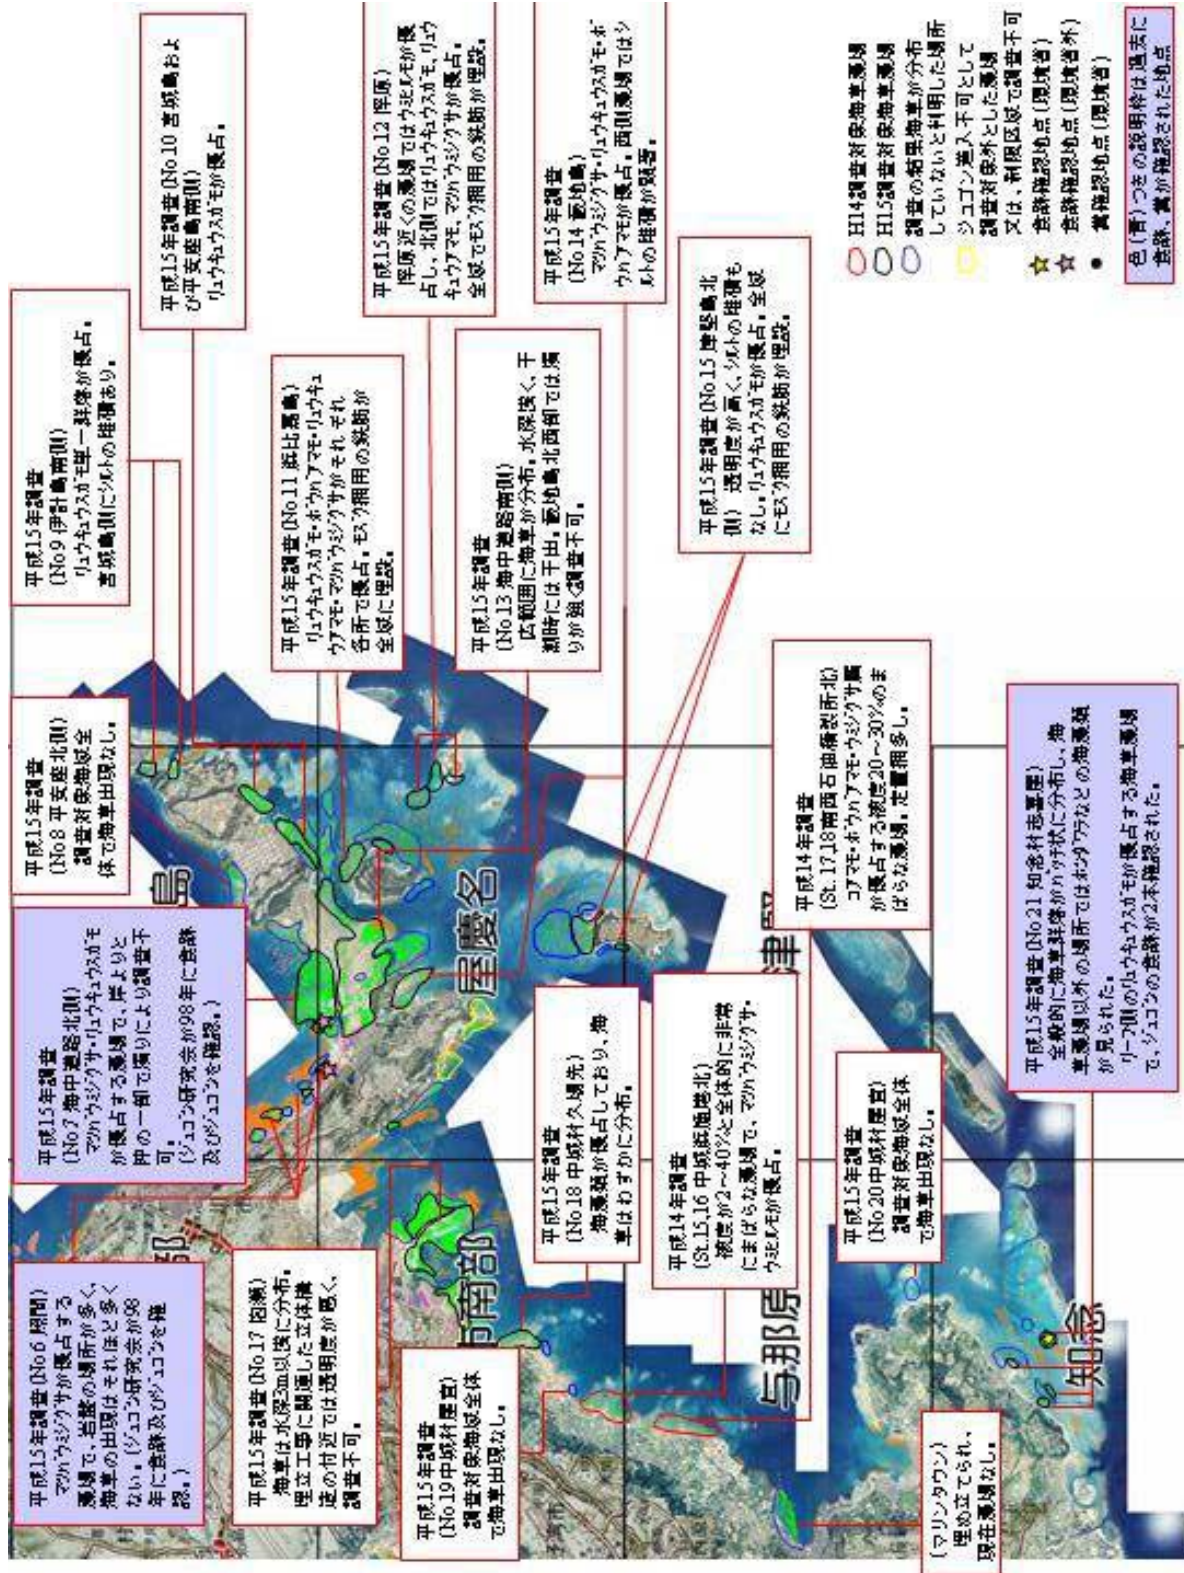 平成15年調査(No6 照間)
マツバウミジグサが優占する
藻場で、岩盤の場所が多く、
海草の出現はそれほど多く
ない。(ジュゴン研究会が98
年に食跡及びジュゴンを確
認。)
平成15年調査
(No7 海中道路北側)
マツバウミジグサ・リュウキュウスガモ
が優占する藻場で、岸よりと
沖の一部で濁りにより調査不
可。
(ジュゴン研究会が98年に食跡
及びジュゴンを確認。)
平成15年調査
(No8 平安座北側)
調査対象海域全
体で海草出現なし。
平成15年調査
(No9 伊計島南側)
リュウキュウスガモ単一群落が優占。
宮城島側にシルトの堆積あり。
平成15年調査(No10 宮城島およ
び平安座島南側)
リュウキュウスガモが優占。
平成15年調査(No17 泡瀬)
海草は水深3m以浅に分布。
埋立工事に関連した立体構
造の付近では透明度が悪く、
調査不可。
平成15年調査(No11 浜比嘉島)
リュウキュウスガモ・ボウバアマモ・リュウキュ
ウアマモ・マツバウミジグサがそれぞれ
各所で優占。モズク網用の鉄筋が
全域に埋設。
平成15年調査(No12 悍原)
悍原近くの藻場ではウミヒルモが優
占し、北側ではリュウキュウスガモ、リュウ
キュウアマモ、マツバウミジグサが優占。
全域でモズク網用の鉄筋が埋設。
平成15年調査
(No19 中城村屋宜)
調査対象海域全体
で海草出現なし。
平成15年調査
(No13 海中道路南側)
広範囲に海草が分布。水深浅く、干
潮時には干出。藪地島北西部では濁
りが強く調査不可。
平成15年調査
(No14 藪地島)
マツバウミジグサ・リュウキュウスガモ・ボ
ウバアマモが優占。西側藻場ではシ
ルトの堆積が顕著。
平成15年調査
(No18 中城村久場先)
海藻類が優占しており、海
草はわずかに分布。
平成14年調査
(St.15,16 中城浜漁港北)
被度が2～40%と全体的に非常
にまばらな藻場で、マツバウミジグサ、
ウミヒルモが優占。
平成15年調査(No15 津堅島北
側) 透明度が高く、シルトの堆積も
なし。リュウキュウスガモが優占。全域
にモズク網用の鉄筋が埋設。
平成14年調査
(St.17,18南西石油桟橋所北)
コアマモ・ボウバアマモ・ウミジグサ属
が優占する被度20～30%のま
ばらな藻場。定置網多し。
平成15年調査
(No20 中城村屋宜)
調査対象海域全体
で海草出現なし。
(マリンタウン)
埋め立てられ、
現在藻場なし。
平成15年調査(No21 知念村志喜屋)
全般的に海草群落がパッチ状に分布し、海
草藻場以外の場所ではホンダワラなどの海藻類
が見られた。
リーフ側のリュウキュウスガモが優占する海草藻場
で、ジュゴンの食跡が2本確認された。
部
島
屋慶名
市南部
津堅
与那原
知念
H14調査対象海草藻場
H15調査対象海草藻場
調査の結果海草が分布
していないと判明した場所
ジュゴン進入不可として
調査対象外とした藻場
又は、制限区域で調査不可
食跡確認地点(環境省)
食跡確認地点(環境省外)
糞確認地点(環境省)
色(青)つきの説明枠は過去に
食跡、糞が確認された地点